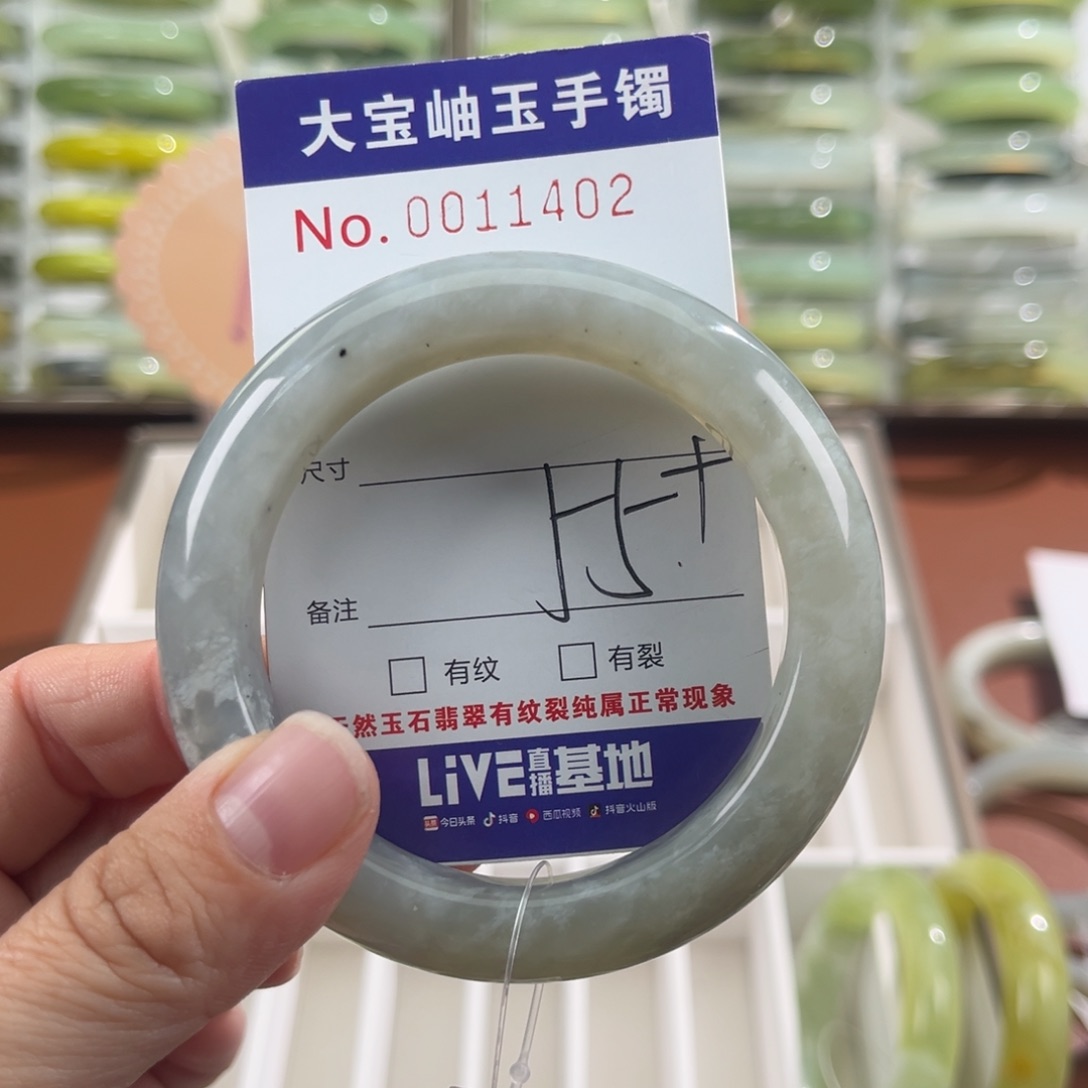 大宝岫玉手镯
No. 0011402
尺寸
备注
□ 有纹 □ 有裂
天然玉石翡翠有纹裂纯属正常现象
LiVE直播基地
今日头条 抖音 西瓜视频 抖音火山版